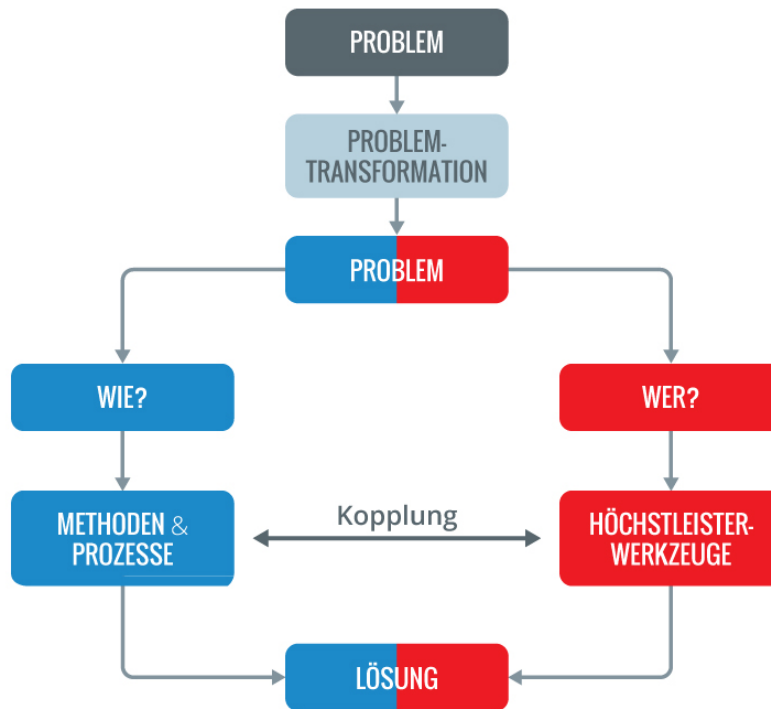 PROBLEM
PROBLEM-
TRANSFORMATION
PROBLEM
WIE?
WER?
METHODEN &
PROZESSE
Kopplung
HÖCHSTLEISTER-
WERKZEUGE
LÖSUNG